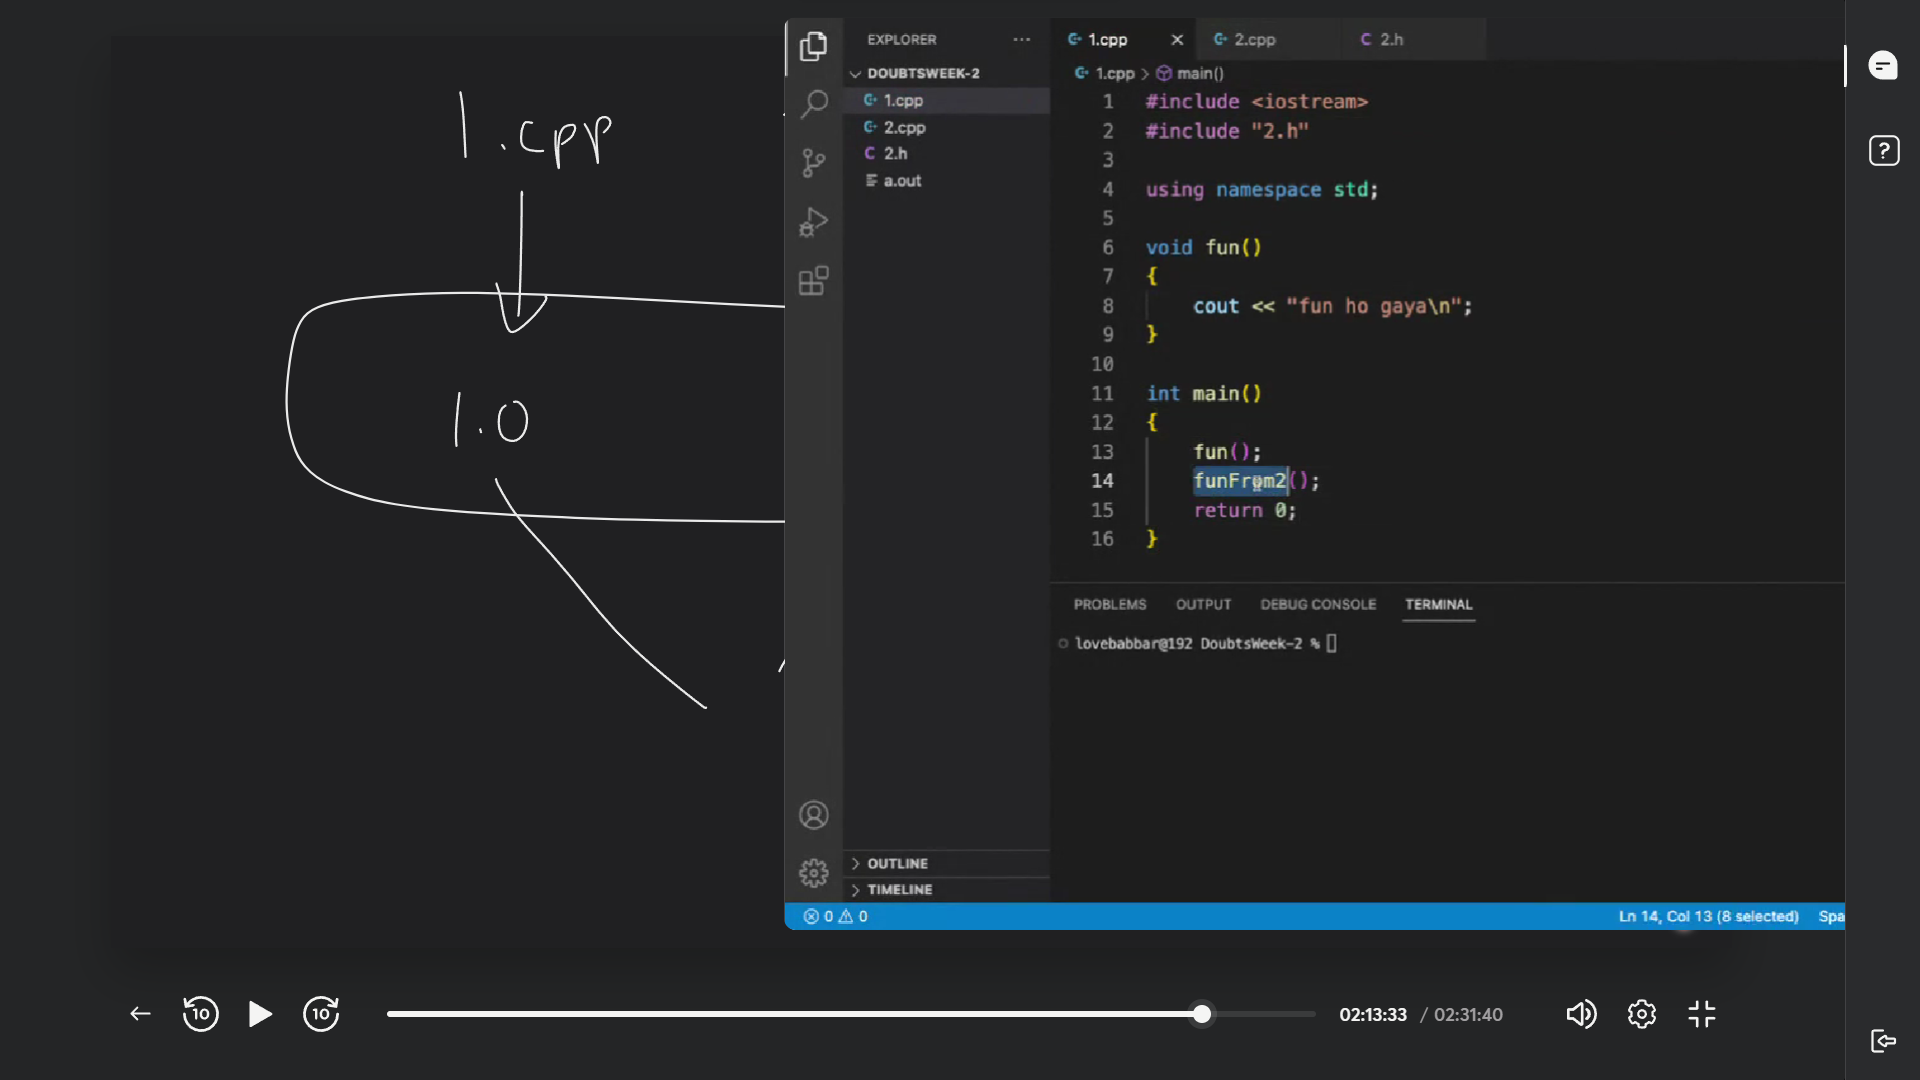 1.cpp
1.0
EXPLORER ...
DOUBTSWEEK-2
1.cpp
2.cpp
2.h
a.out
OUTLINE
TIMELINE
1.cpp 2.cpp 2.h
1.cpp > main()
1 #include <iostream>
2 #include "2.h"
3
4 using namespace std;
5
6 void fun()
7 {
8 cout << "fun ho gaya\n";
9 }
10
11 int main()
12 {
13 fun();
14 funFrom2();
15 return 0;
16 }
PROBLEMS OUTPUT DEBUG CONSOLE TERMINAL
lovebabbar@192 DoubtsWeek-2 %
0 0 Ln 14, Col 13 (8 selected) Spa
10 10 02:13:33 / 02:31:40